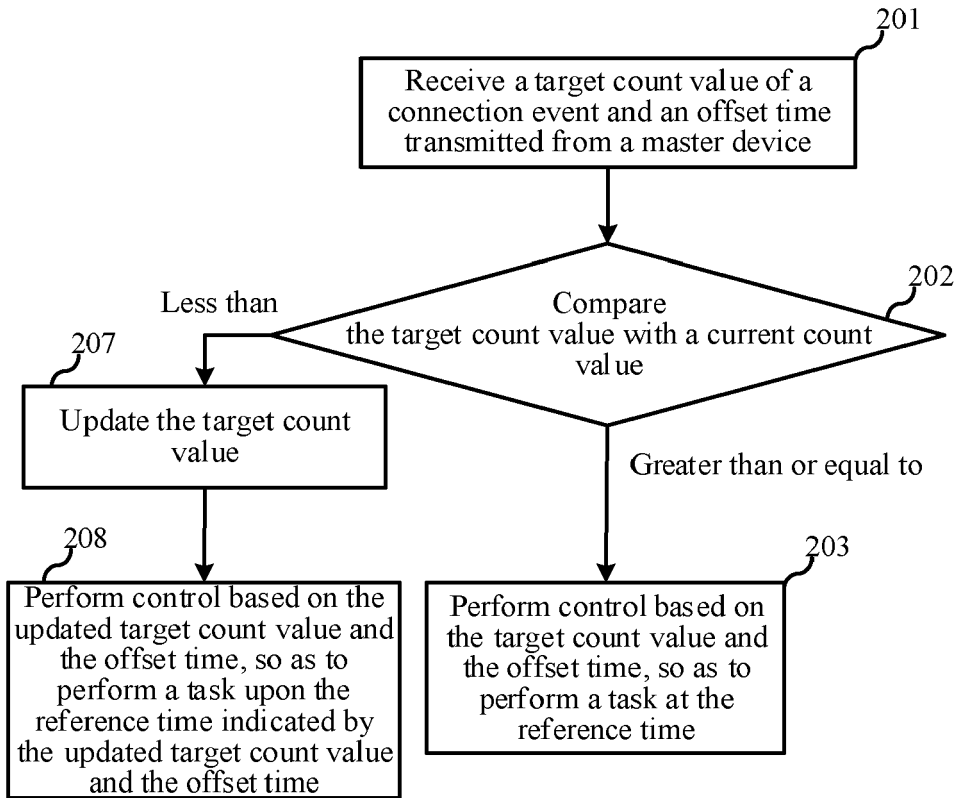 201
Receive a target count value of a
connection event and an offset time
transmitted from a master device
202
Compare
the target count value with a current count
value
Less than
207
Update the target count
value
Greater than or equal to
208
Perform control based on the
updated target count value and
the offset time, so as to
perform a task upon the
reference time indicated by
the updated target count value
and the offset time
203
Perform control based on
the target count value and
the offset time, so as to
perform a task at the
reference time